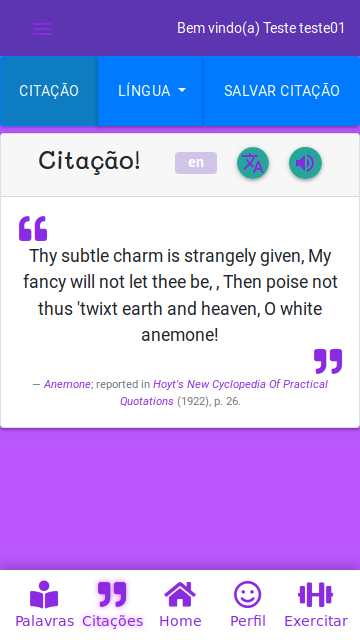 Bem vindo(a) Teste teste01
CITAÇÃO LÍNGUA SALVAR CITAÇÃO
Citação! en
Thy subtle charm is strangely given, My
fancy will not let thee be, , Then poise not
thus 'twixt earth and heaven, O white
anemone!
— Anemone; reported in Hoyt's New Cyclopedia Of Practical
Quotations (1922), p. 26.
Palavras Citações Home Perfil Exercitar